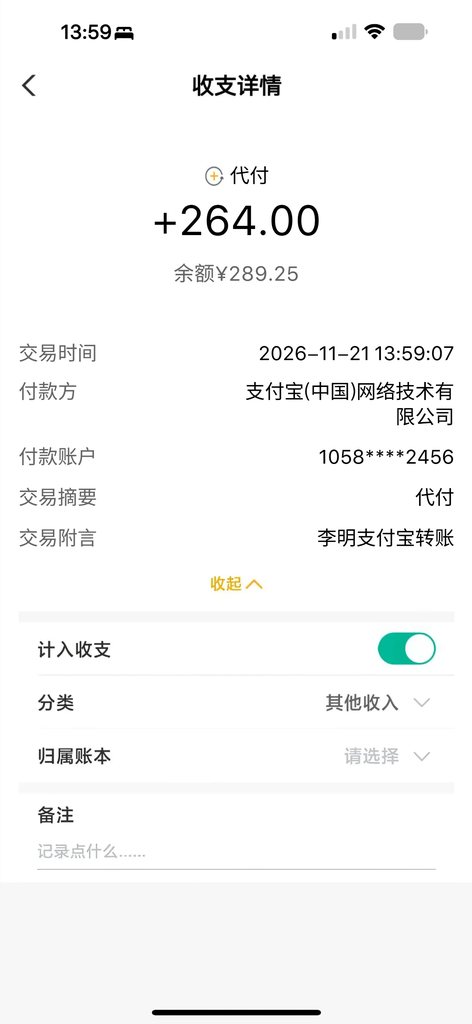 13:59
收支详情
代付
+264.00
余额¥289.25
交易时间 2026-11-21 13:59:07
付款方 支付宝(中国)网络技术有
限公司
付款账户 1058****2456
交易摘要 代付
交易附言 李明支付宝转账
收起
计入收支
分类 其他收入
归属账本 请选择
备注
记录点什么......